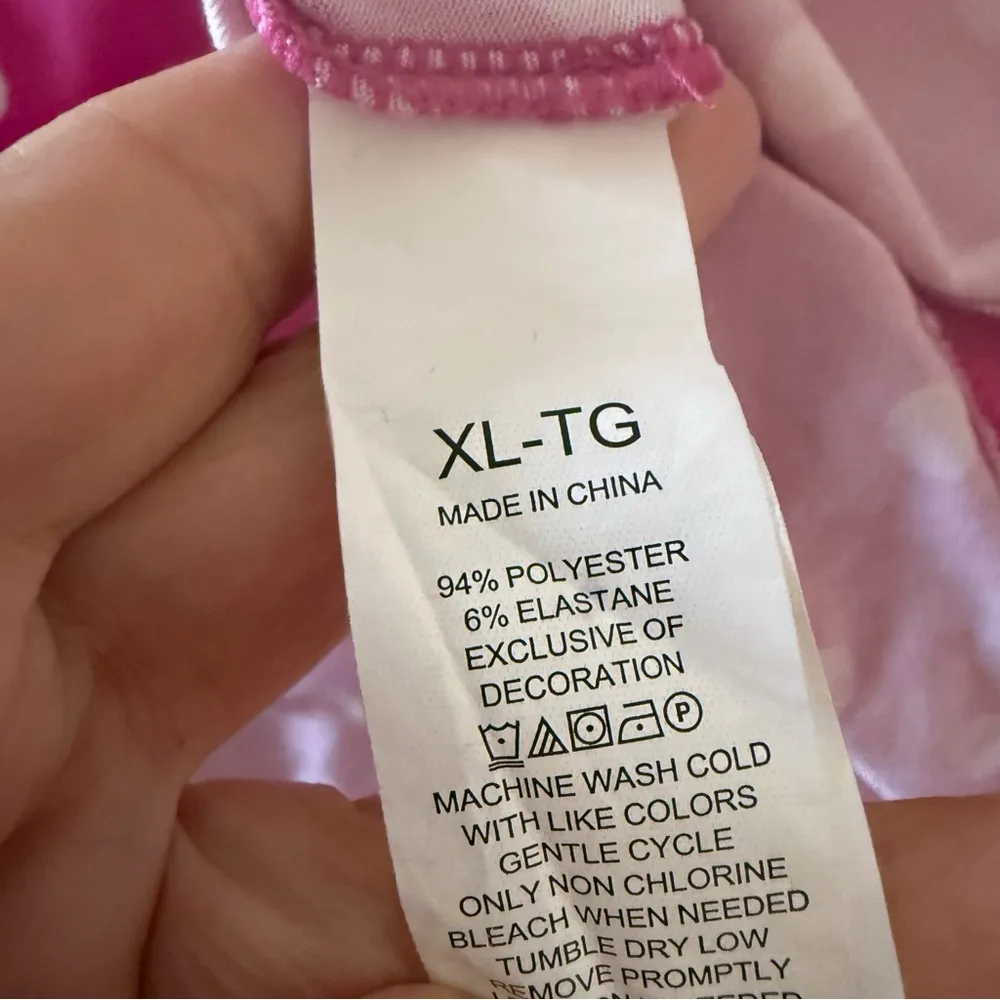 XL-TG
MADE IN CHINA
94% POLYESTER
6% ELASTANE
EXCLUSIVE OF
DECORATION
P
MACHINE WASH COLD
WITH LIKE COLORS
GENTLE CYCLE
ONLY NON CHLORINE
BLEACH WHEN NEEDED
TUMBLE DRY LOW
REMOVE PROMPTLY